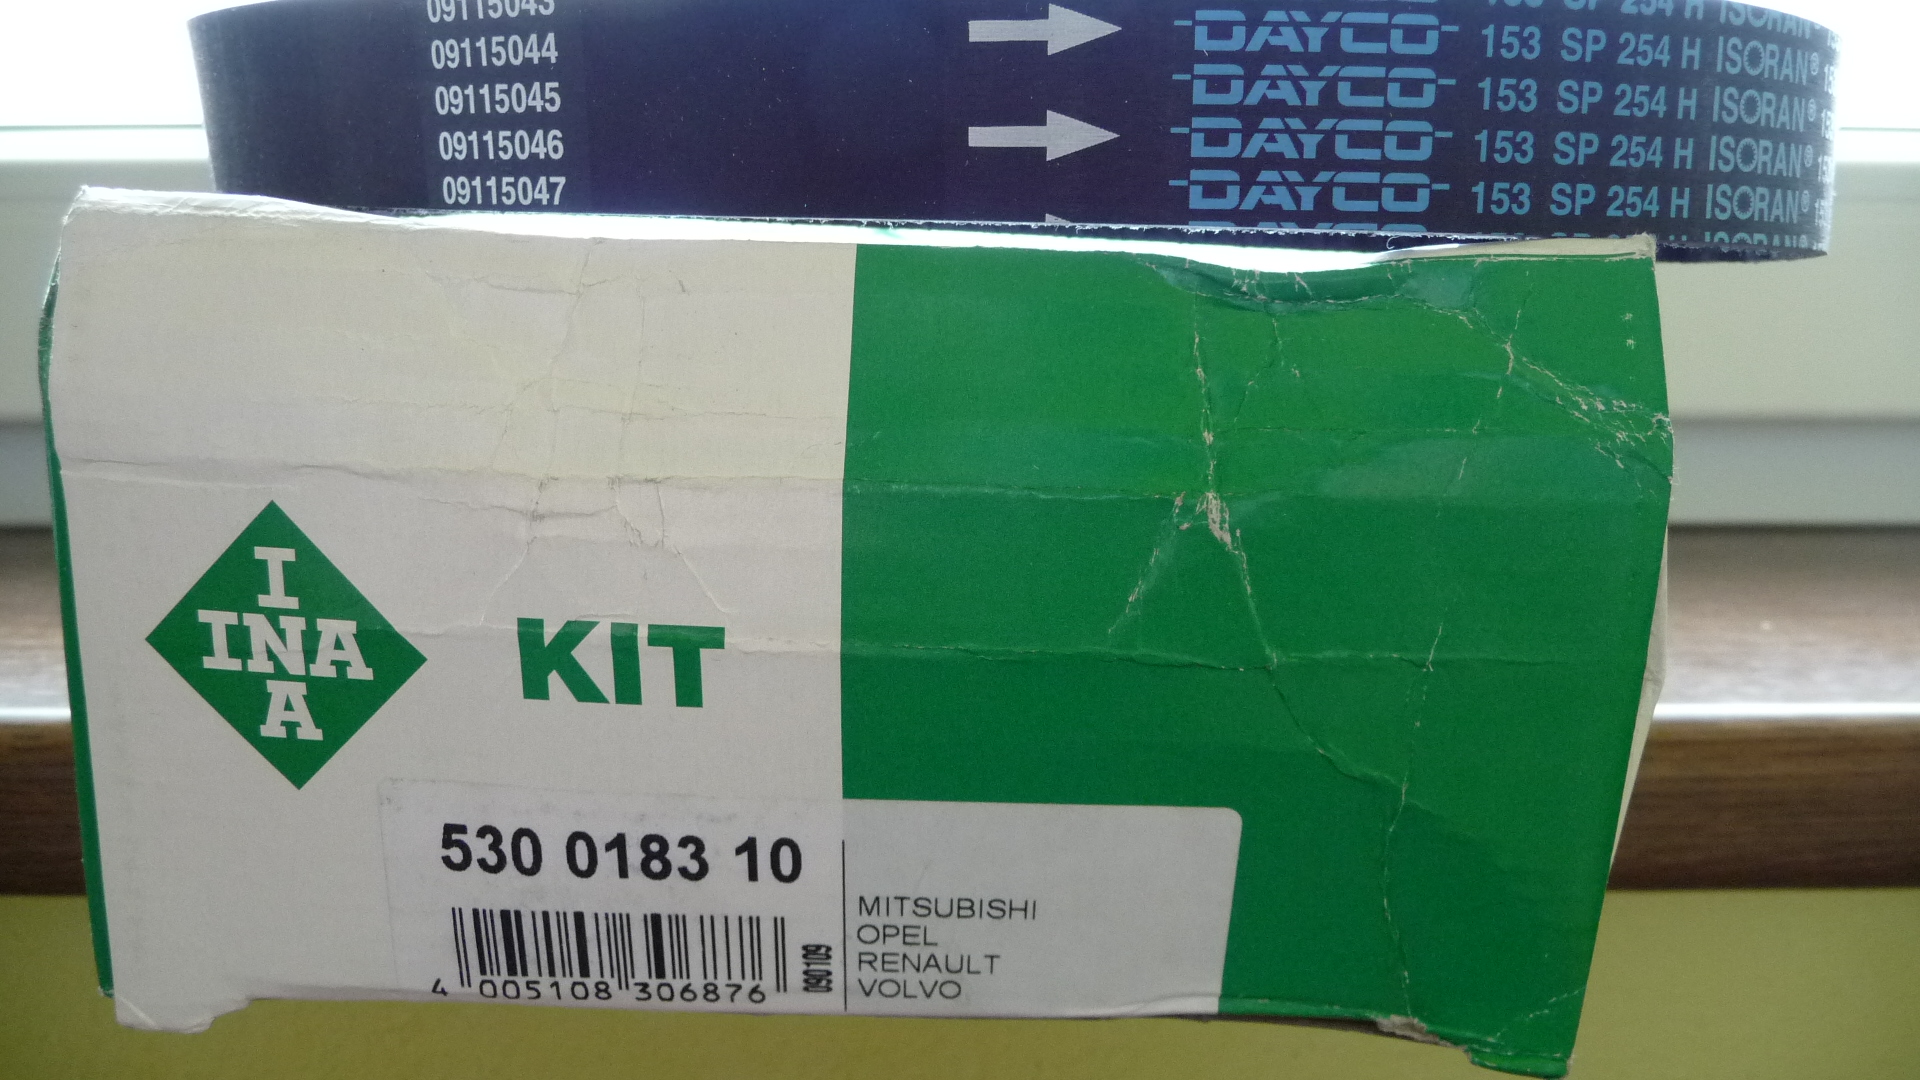 09115043
09115044
09115045
09115046
09115047
DAYCO 153 SP 254 H ISORAN®
DAYCO 153 SP 254 H ISORAN®
DAYCO 153 SP 254 H ISORAN®
DAYCO 153 SP 254 H ISORAN®
I
INA
A
KIT
530 0183 10
4 005108 306876
090109
MITSUBISHI
OPEL
RENAULT
VOLVO